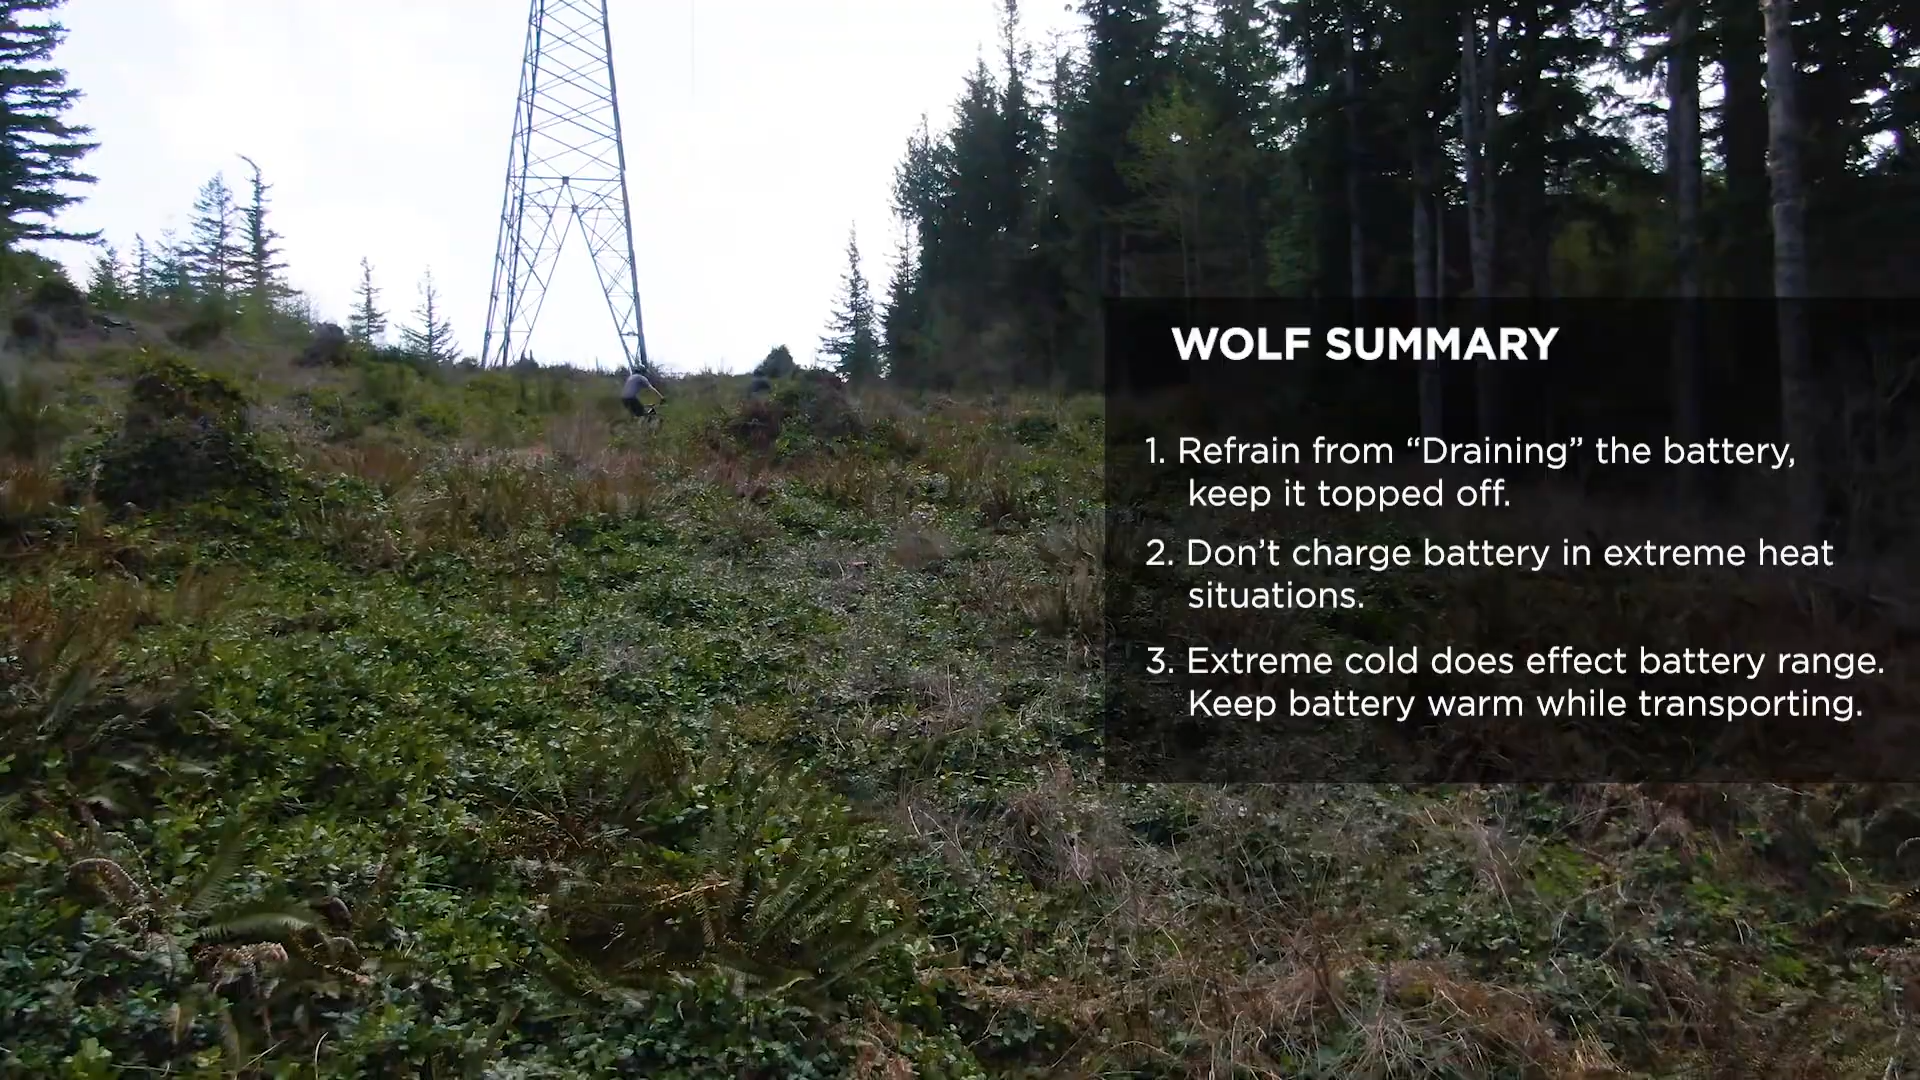 WOLF SUMMARY
1. Refrain from “Draining” the battery,
keep it topped off.
2. Don’t charge battery in extreme heat
situations.
3. Extreme cold does effect battery range.
Keep battery warm while transporting.